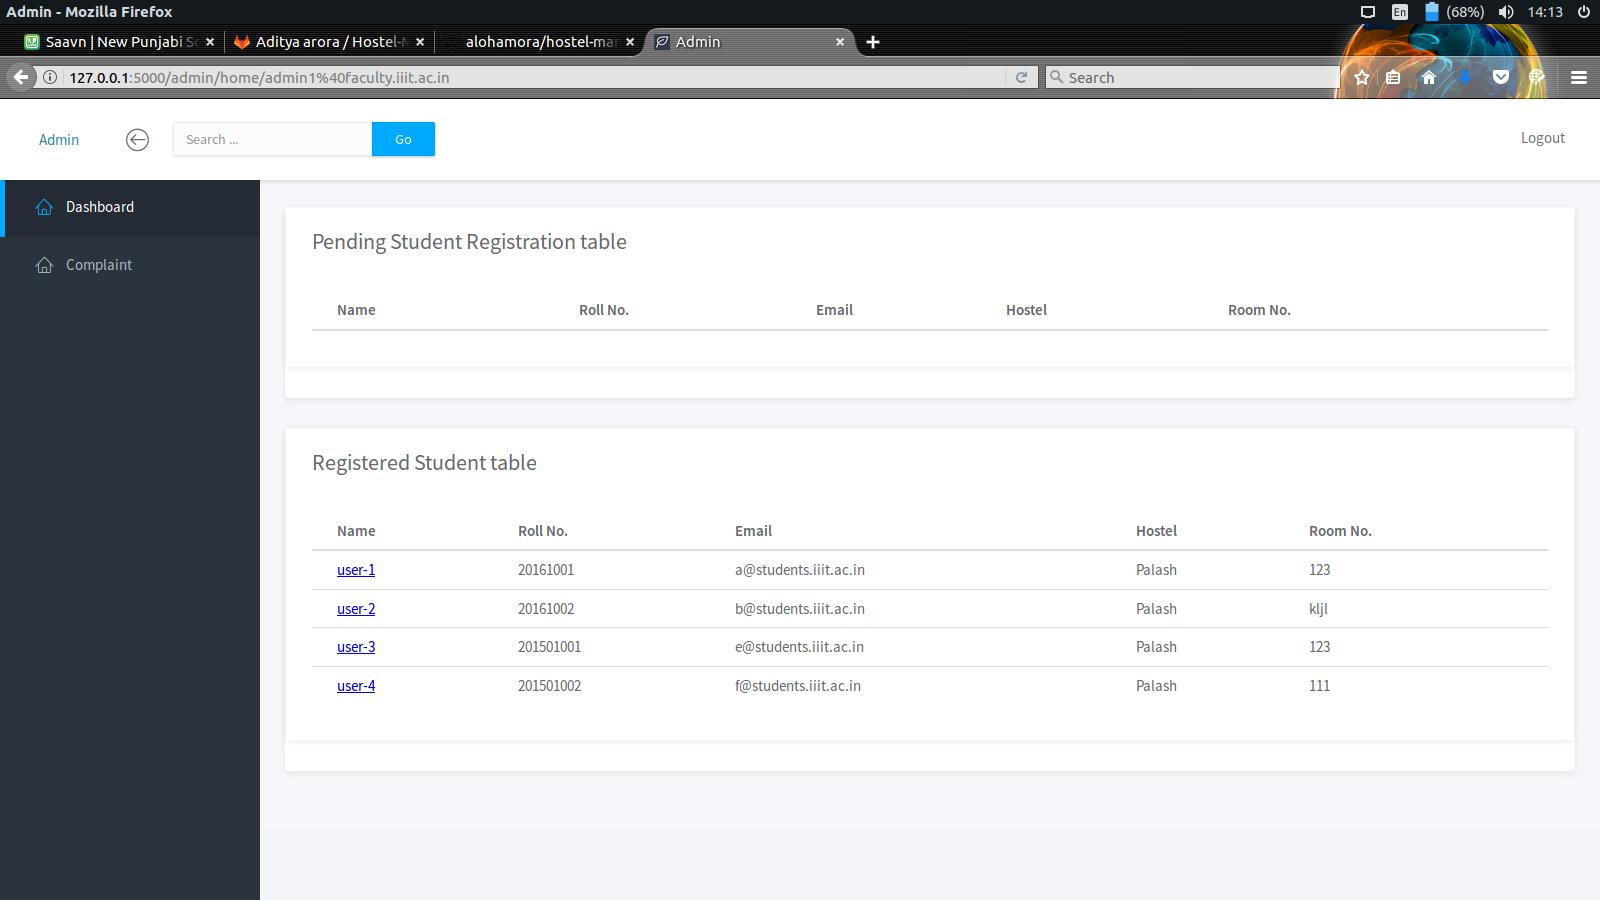 Admin - Mozilla Firefox
En (68%) 14:13
Saavn | New Punjabi S
Aditya arora / Hostel-M
alohamora/hostel-mar
Admin
127.0.0.1:5000/admin/home/admin1%40faculty.iiit.ac.in
Search
Admin
Search ...
Go
Logout
Dashboard
Complaint
Pending Student Registration table
Name Roll No. Email Hostel Room No.
Registered Student table
Name Roll No. Email Hostel Room No.
user-1 20161001 a@students.iiit.ac.in Palash 123
user-2 20161002 b@students.iiit.ac.in Palash kljl
user-3 201501001 e@students.iiit.ac.in Palash 123
user-4 201501002 f@students.iiit.ac.in Palash 111